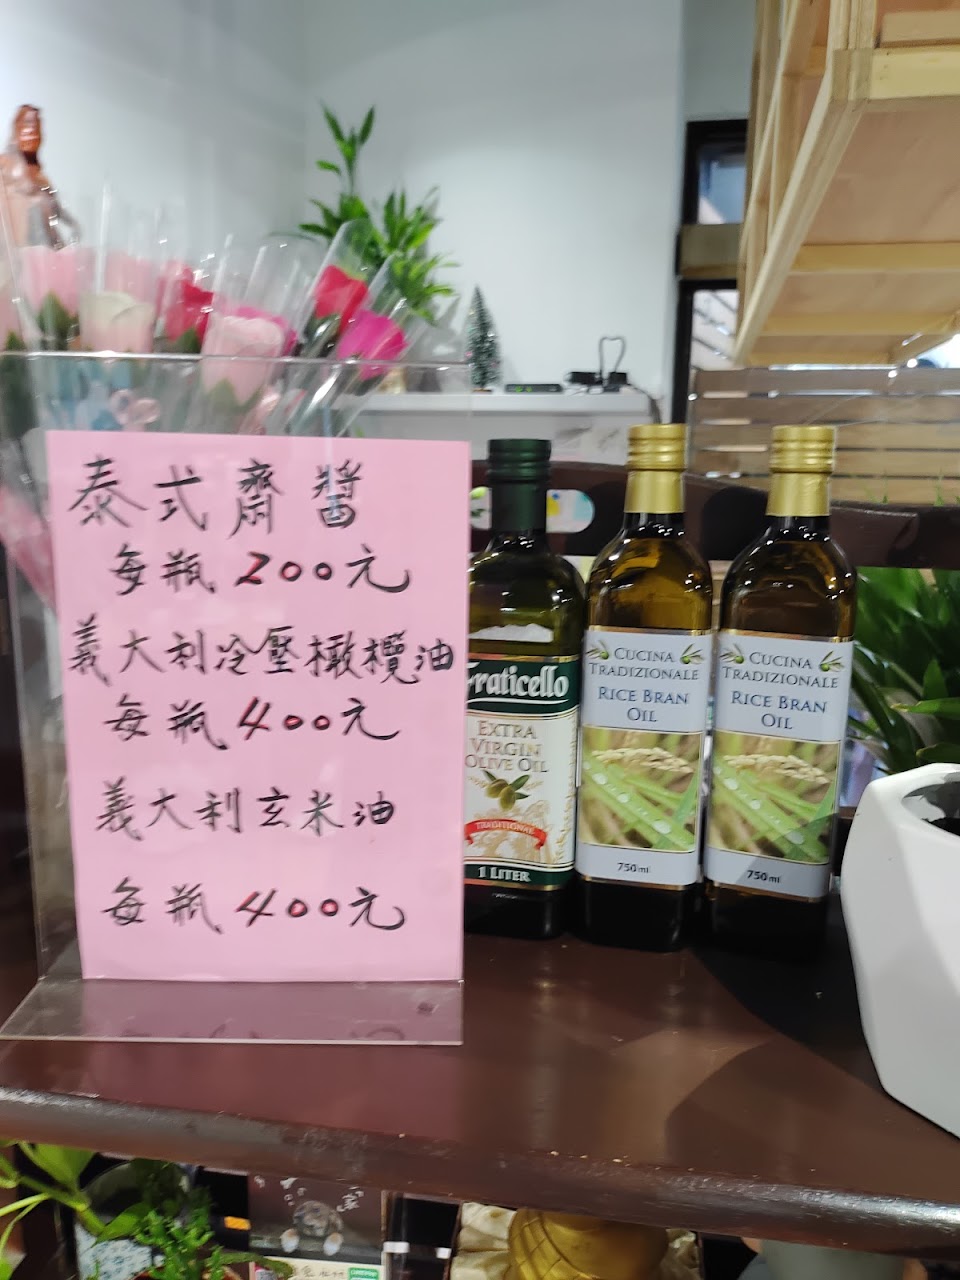 泰式齋醬
每瓶200元
義大利冷壓橄欖油
每瓶400元
義大利玄米油
每瓶400元
Fraticello
EXTRA
VIRGIN
OLIVE OIL
TRADITIONAL
1 LITER
CUCINA
TRADIZIONALE
RICE BRAN
OIL
750ml
CUCINA
TRADIZIONALE
RICE BRAN
OIL
750ml